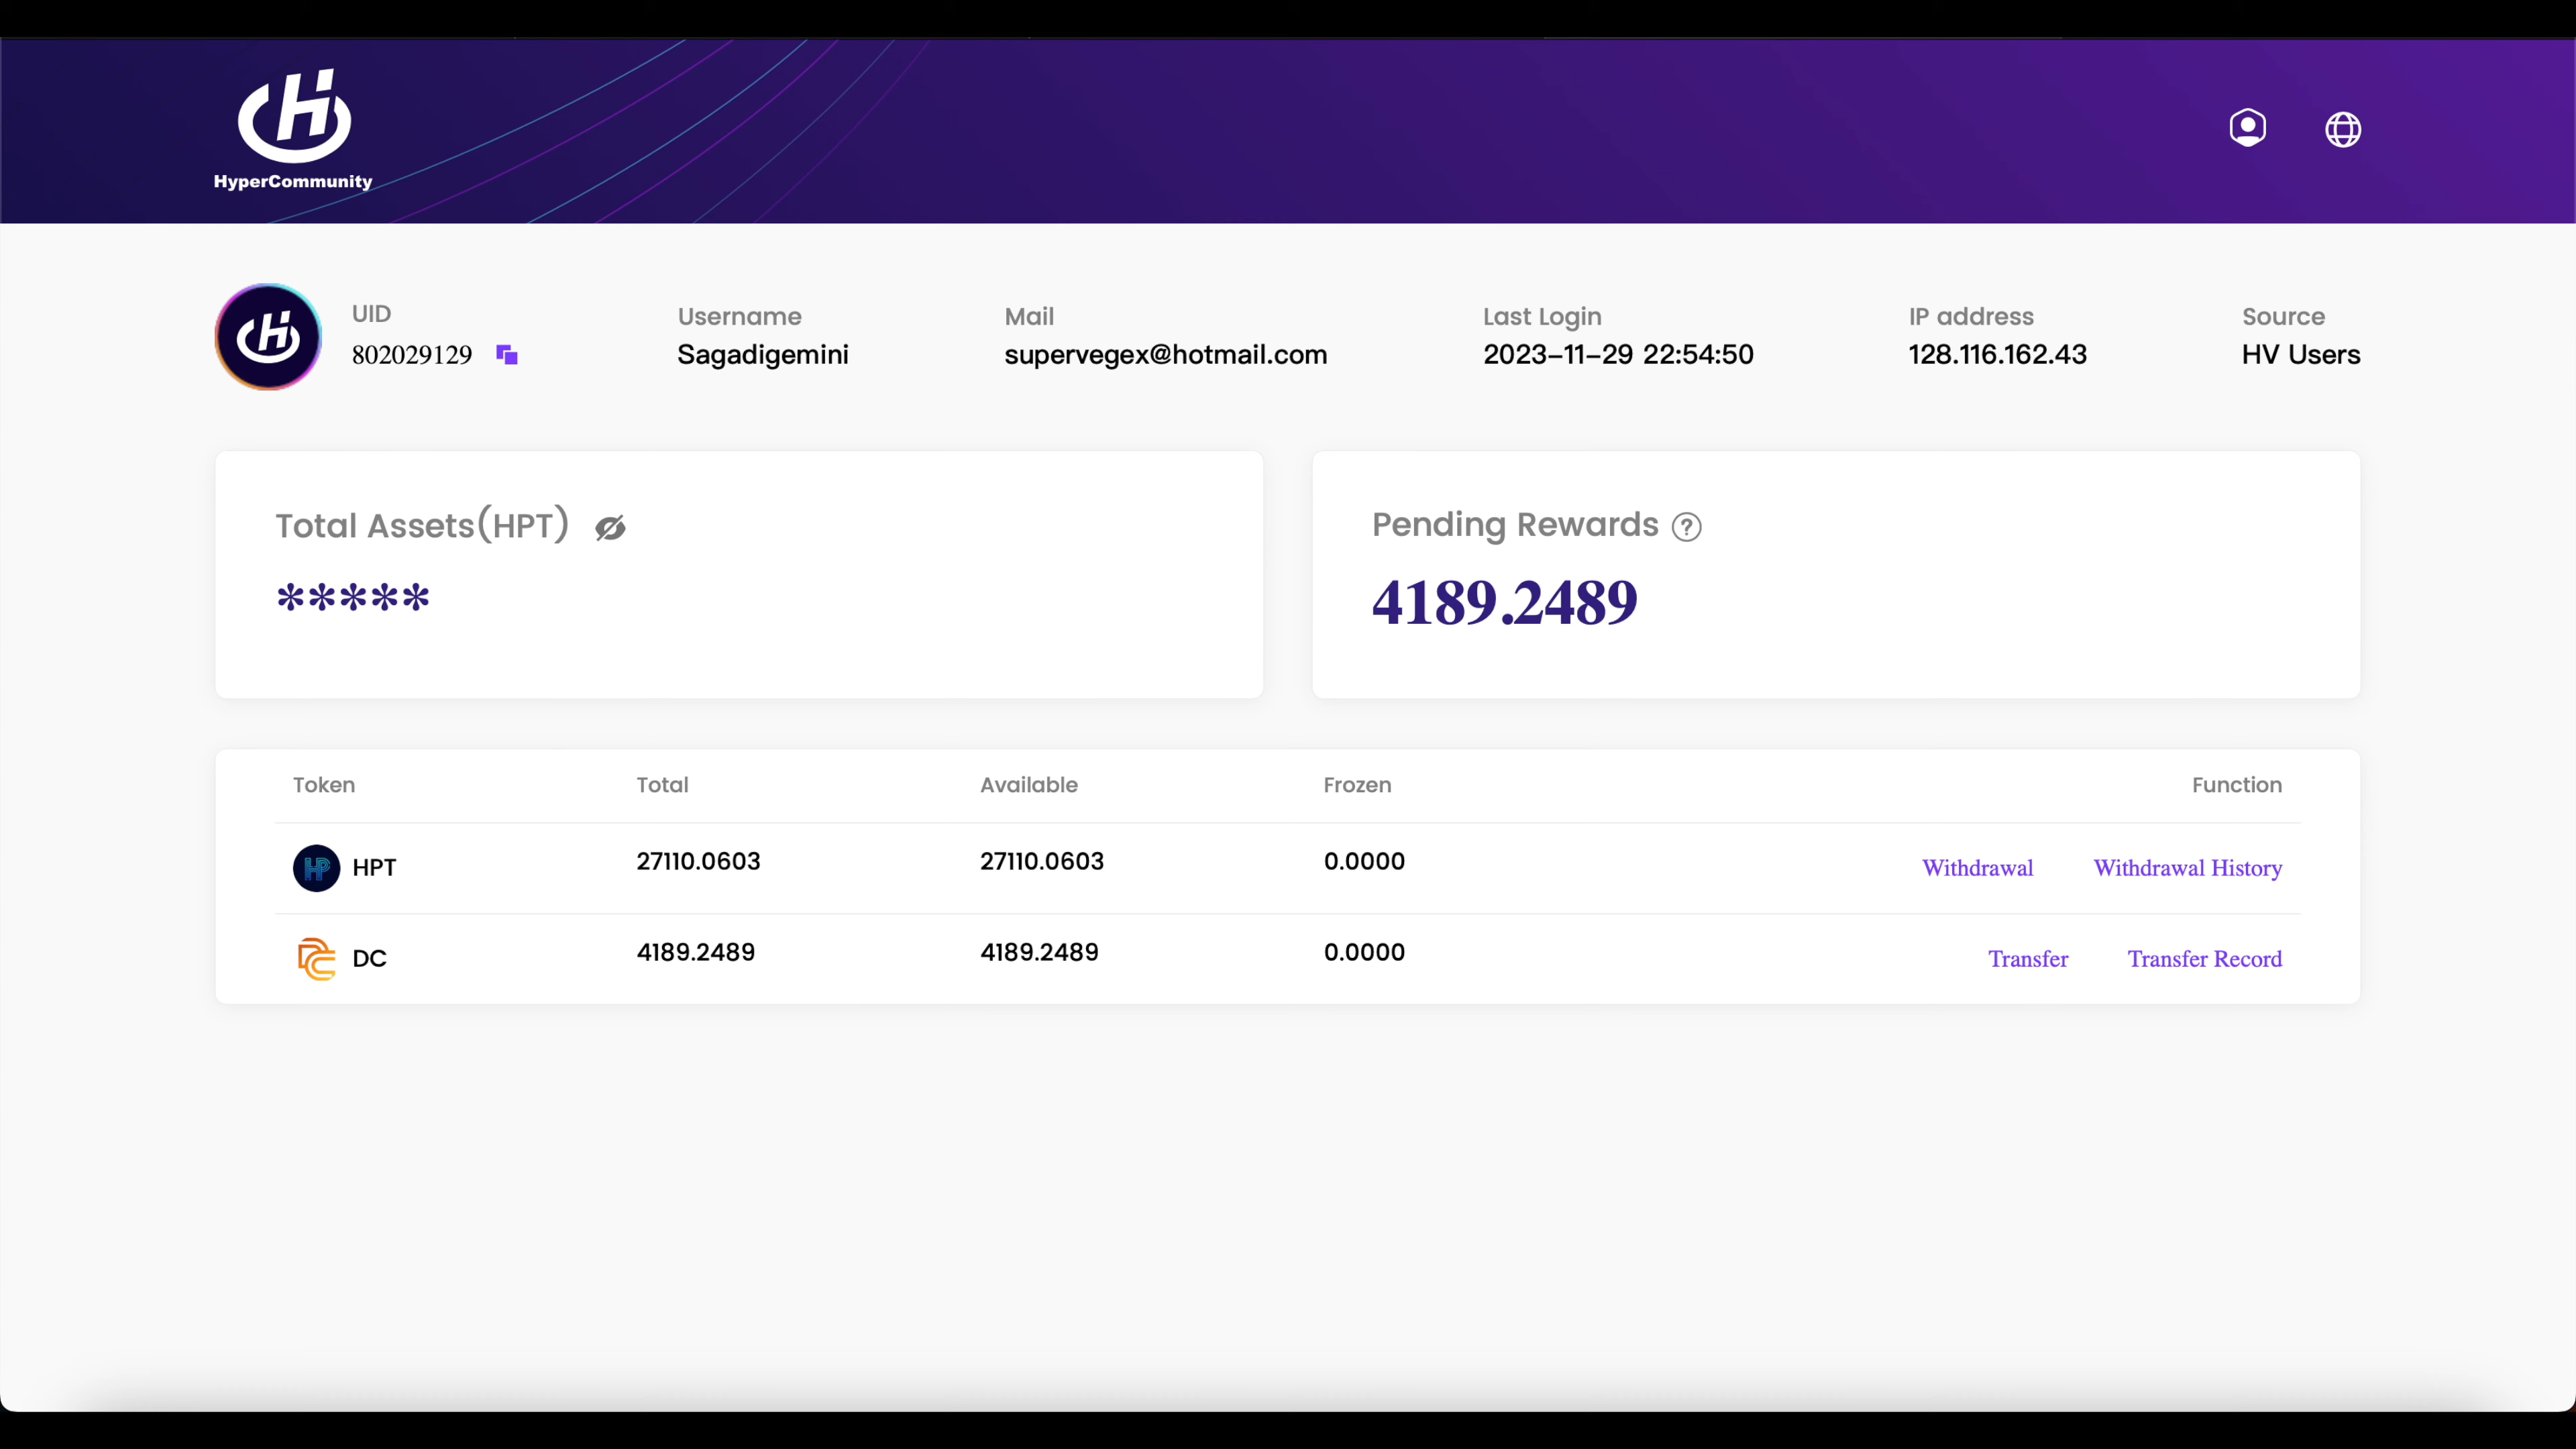 HyperCommunity
UID
802029129
Username
Sagadigemini
Mail
supervegex@hotmail.com
Last Login
2023-11-29 22:54:50
IP address
128.116.162.43
Source
HV Users
Total Assets(HPT)
*****
Pending Rewards ?
4189.2489
Token Total Available Frozen Function
HPT 27110.0603 27110.0603 0.0000 Withdrawal Withdrawal History
DC 4189.2489 4189.2489 0.0000 Transfer Transfer Record